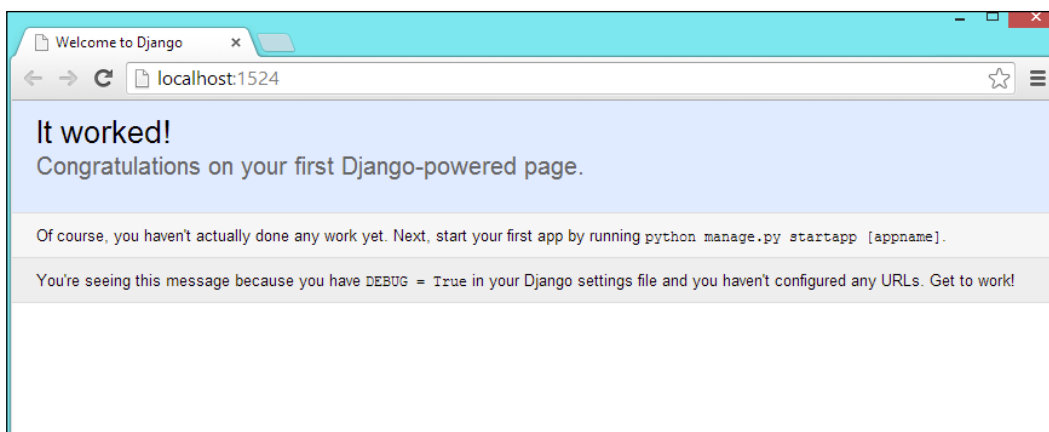 Welcome to Django
localhost:1524
It worked!
Congratulations on your first Django-powered page.
Of course, you haven't actually done any work yet. Next, start your first app by running python manage.py startapp [appname].
You're seeing this message because you have DEBUG = True in your Django settings file and you haven't configured any URLs. Get to work!